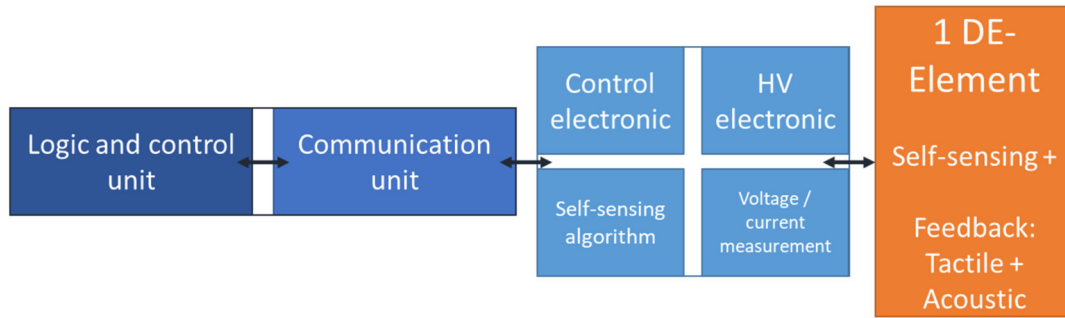 Logic and control
unit
Communication
unit
Control
electronic
HV
electronic
Self-sensing
algorithm
Voltage /
current
measurement
1 DE-
Element
Self-sensing +
Feedback:
Tactile +
Acoustic